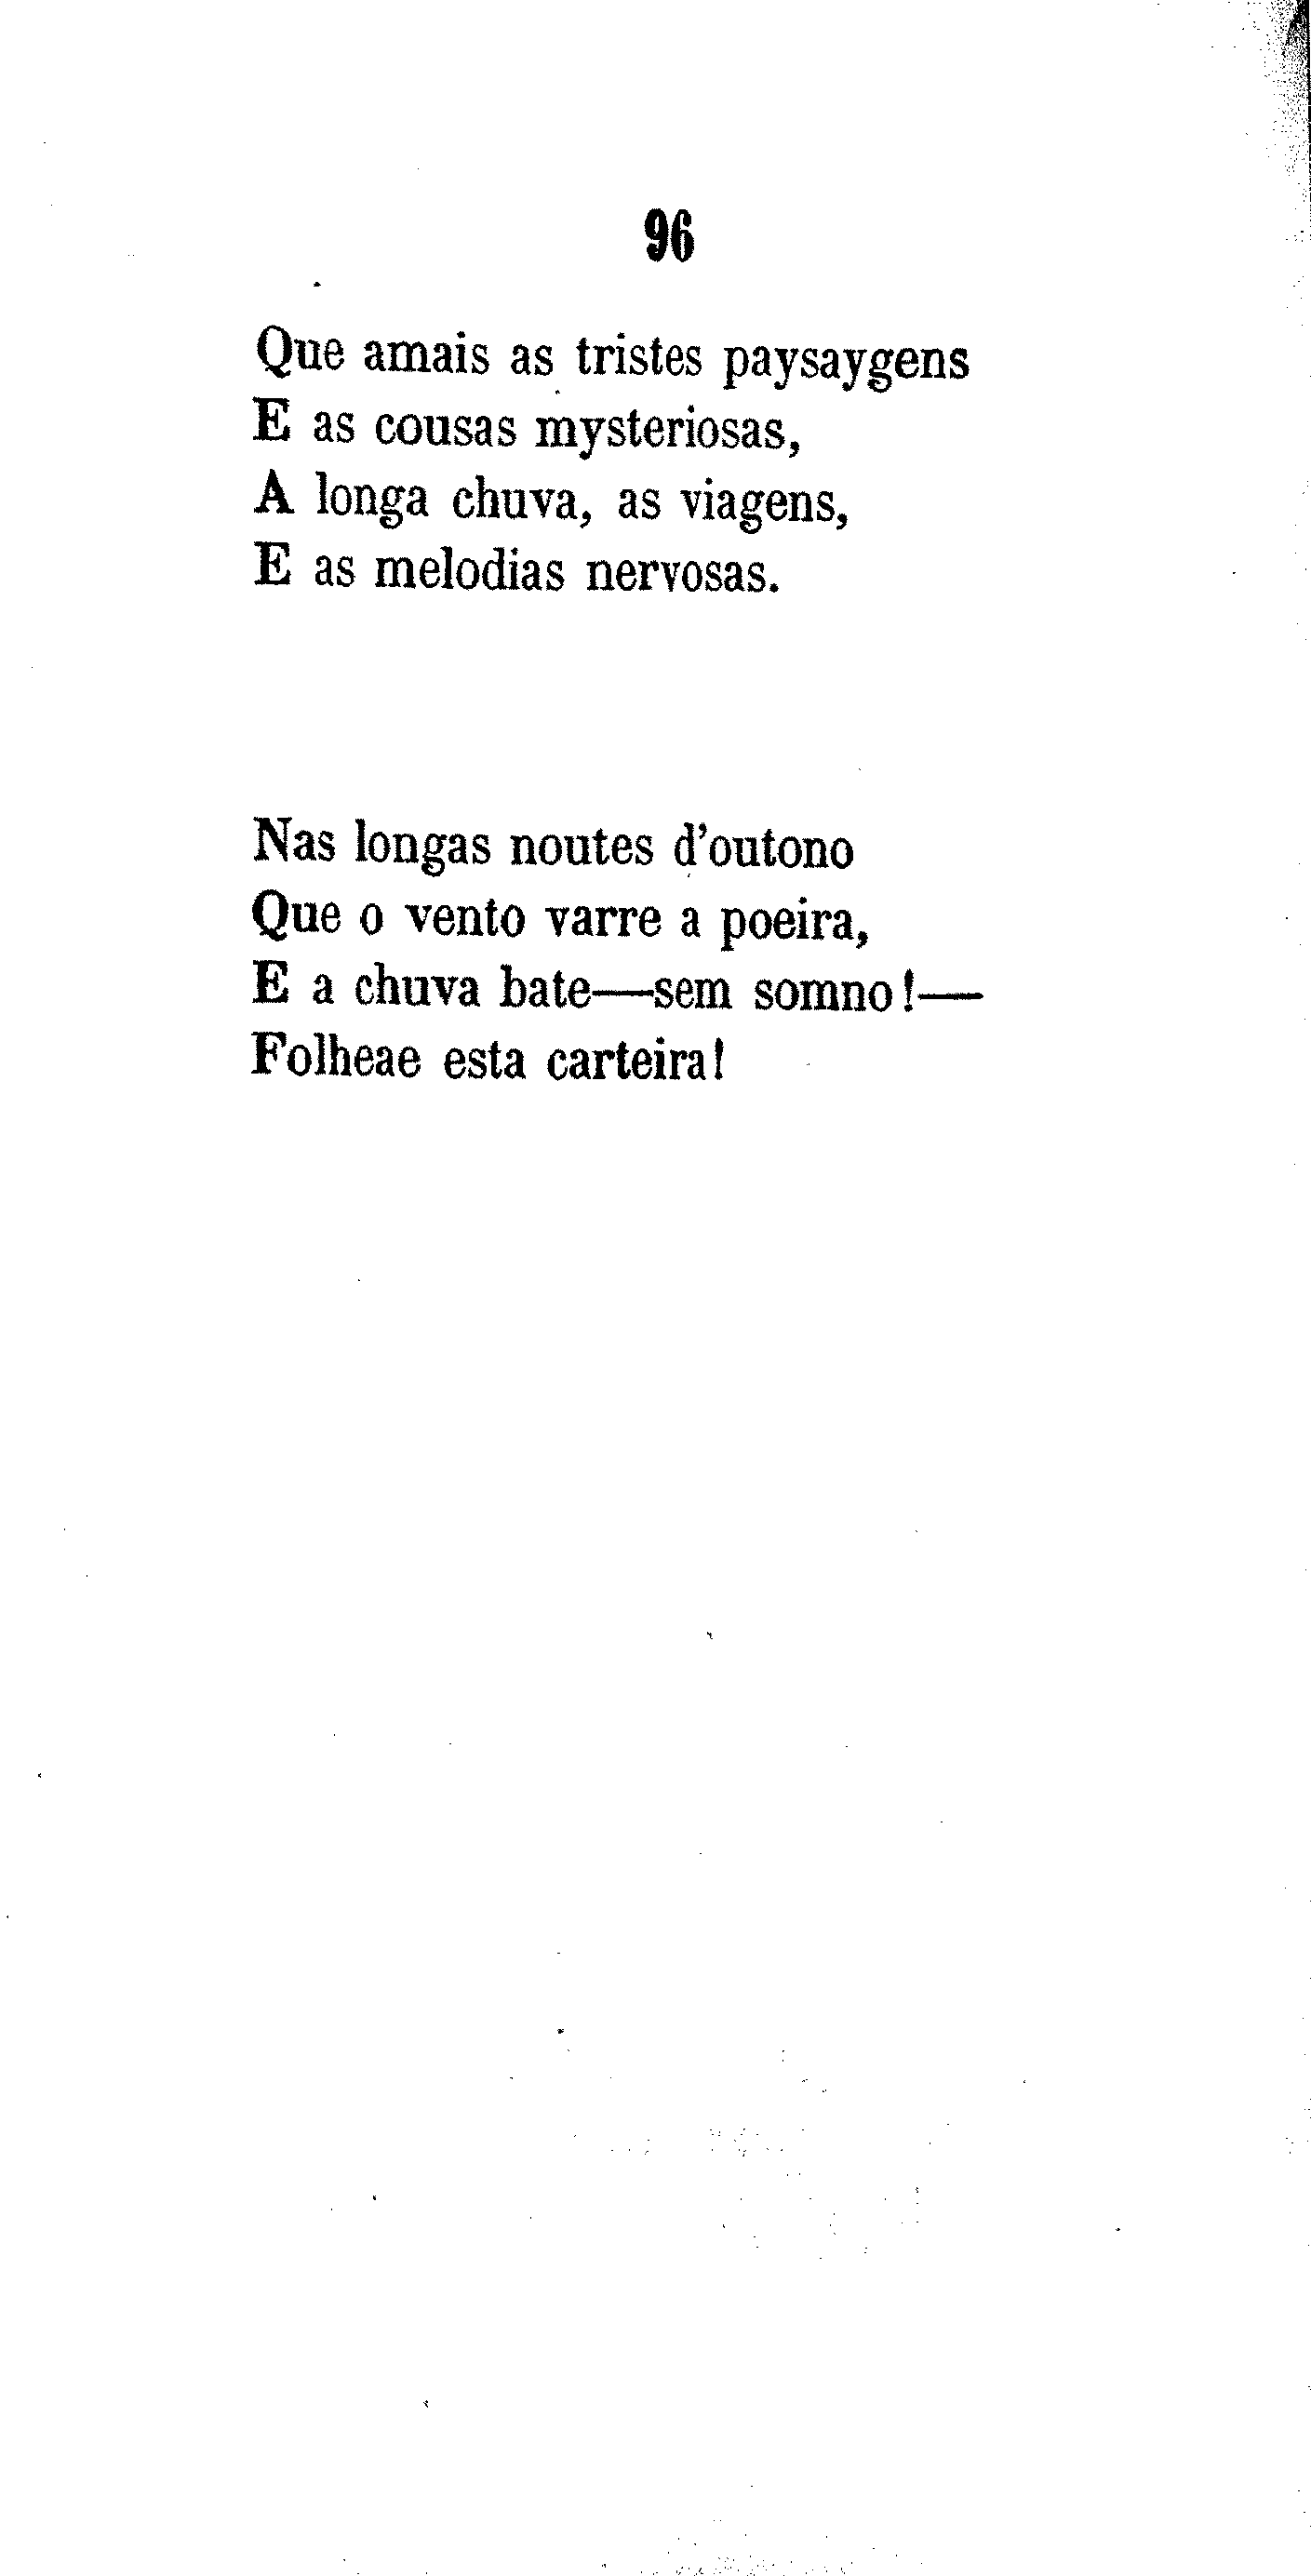 96
Que amais as tristes paysaygens
E as cousas mysteriosas,
A longa chuva, as viagens,
E as melodias nervosas.
Nas longas noutes d'outono
Que o vento varre a poeira,
E a chuva bate—sem somno!—
Folheae esta carteira!